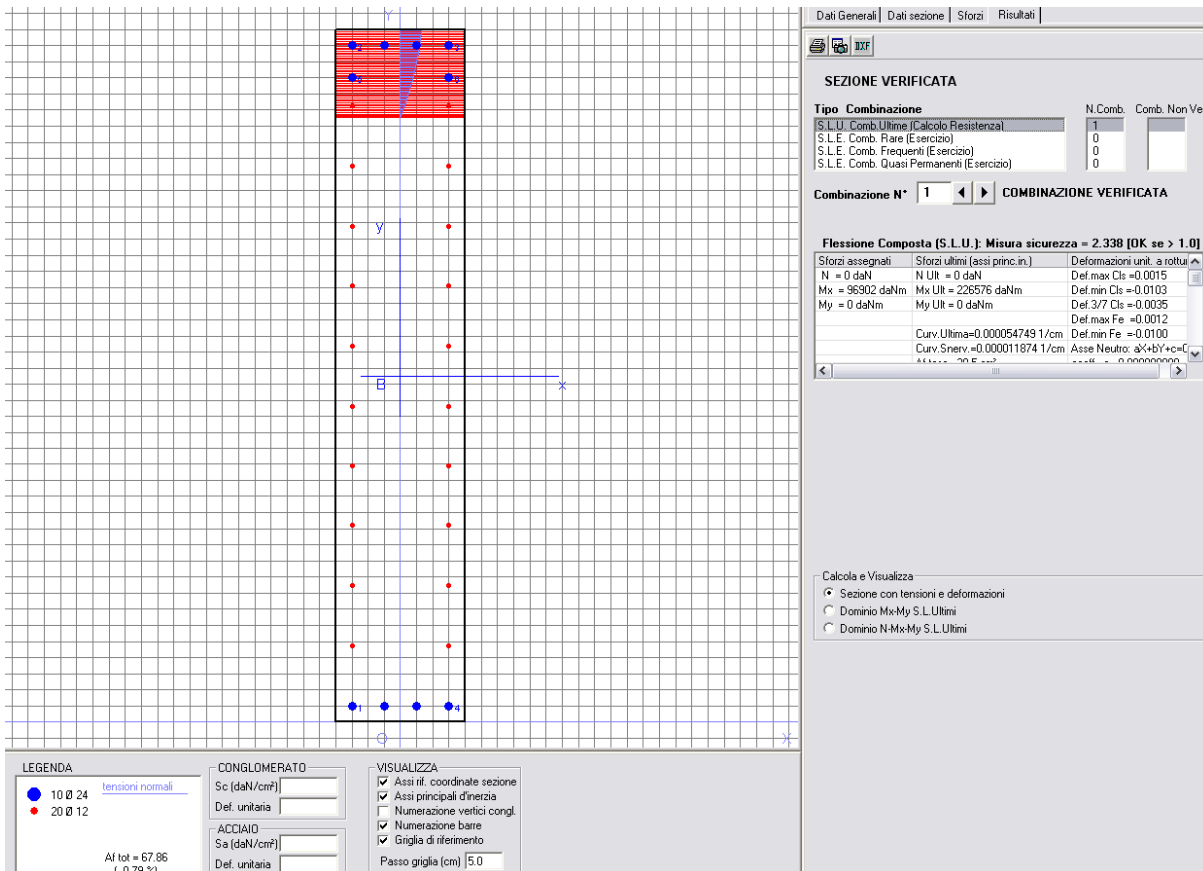 Dati Generali Dati sezione Sforzi Risultati
DXF
SEZIONE VERIFICATA
Tipo Combinazione N.Comb. Comb. Non Ve
S.L.U. Comb.Ultime (Calcolo Resistenza) 1
S.L.E. Comb. Rare (Esercizio) 0
S.L.E. Comb. Frequenti (Esercizio) 0
S.L.E. Comb. Quasi Permanenti (Esercizio) 0
Combinazione N° 1 COMBINAZIONE VERIFICATA
Flessione Composta (S.L.U.): Misura sicurezza = 2.338 [OK se > 1.0]
Sforzi assegnati Sforzi ultimi (assi princ.in.) Deformazioni unit. a rottu
N = 0 daN N Ult = 0 daN Def.max Cls =0.0015
Mx = 96902 daNm Mx Ult = 226576 daNm Def.min Cls =-0.0103
My = 0 daNm My Ult = 0 daNm Def.3/7 Cls =-0.0035
Def.max Fe =0.0012
Curv.Ultima=0.000054749 1/cm Def.min Fe =-0.0100
Curv.Snerv.=0.000011874 1/cm Asse Neutro: aX+bY+c=0
Calcola e Visualizza
Sezione con tensioni e deformazioni
Dominio Mx-My S.L.Ultimi
Dominio N-Mx-My S.L.Ultimi
Y
y
B
x
1
4
O
X
LEGENDA
tensioni normali
10 Ø 24
20 Ø 12
Af tot = 67.86
( 0.79 %)
CONGLOMERATO
Sc (daN/cm²)
Def. unitaria
ACCIAIO
Sa (daN/cm²)
Def. unitaria
VISUALIZZA
Assi rif. coordinate sezione
Assi principali d'inerzia
Numerazione vertici congl.
Numerazione barre
Griglia di riferimento
Passo griglia (cm) 5.0